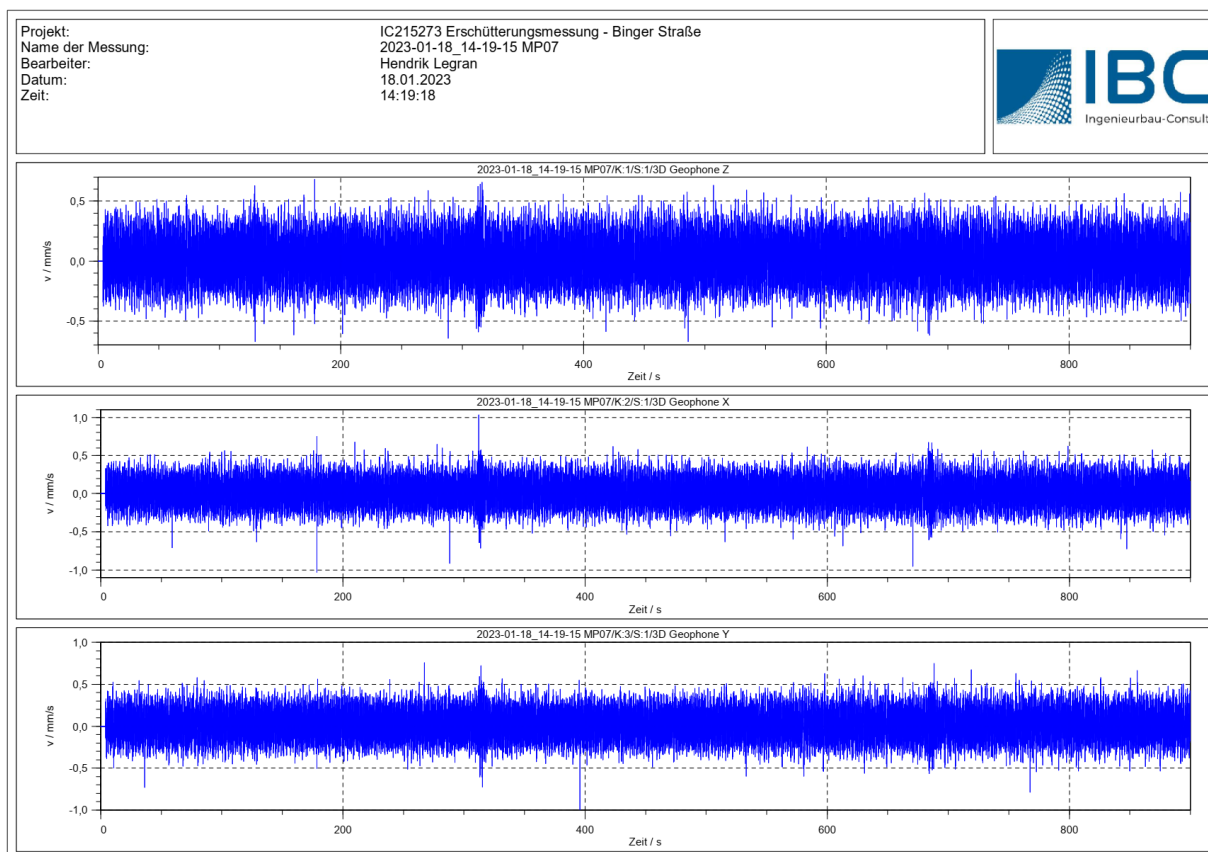 Projekt: IC215273 Erschütterungsmessung - Binger Straße
Name der Messung: 2023-01-18_14-19-15 MP07
Bearbeiter: Hendrik Legran
Datum: 18.01.2023
Zeit: 14:19:18
IBC
Ingenieurbau-Consult
2023-01-18_14-19-15 MP07/K:1/S:1/3D Geophone Z
0,5
0,0
-0,5
v / mm/s
0 200 400 600 800
Zeit / s
2023-01-18_14-19-15 MP07/K:2/S:1/3D Geophone X
1,0
0,5
0,0
-0,5
-1,0
v / mm/s
0 200 400 600 800
Zeit / s
2023-01-18_14-19-15 MP07/K:3/S:1/3D Geophone Y
1,0
0,5
0,0
-0,5
-1,0
v / mm/s
0 200 400 600 800
Zeit / s